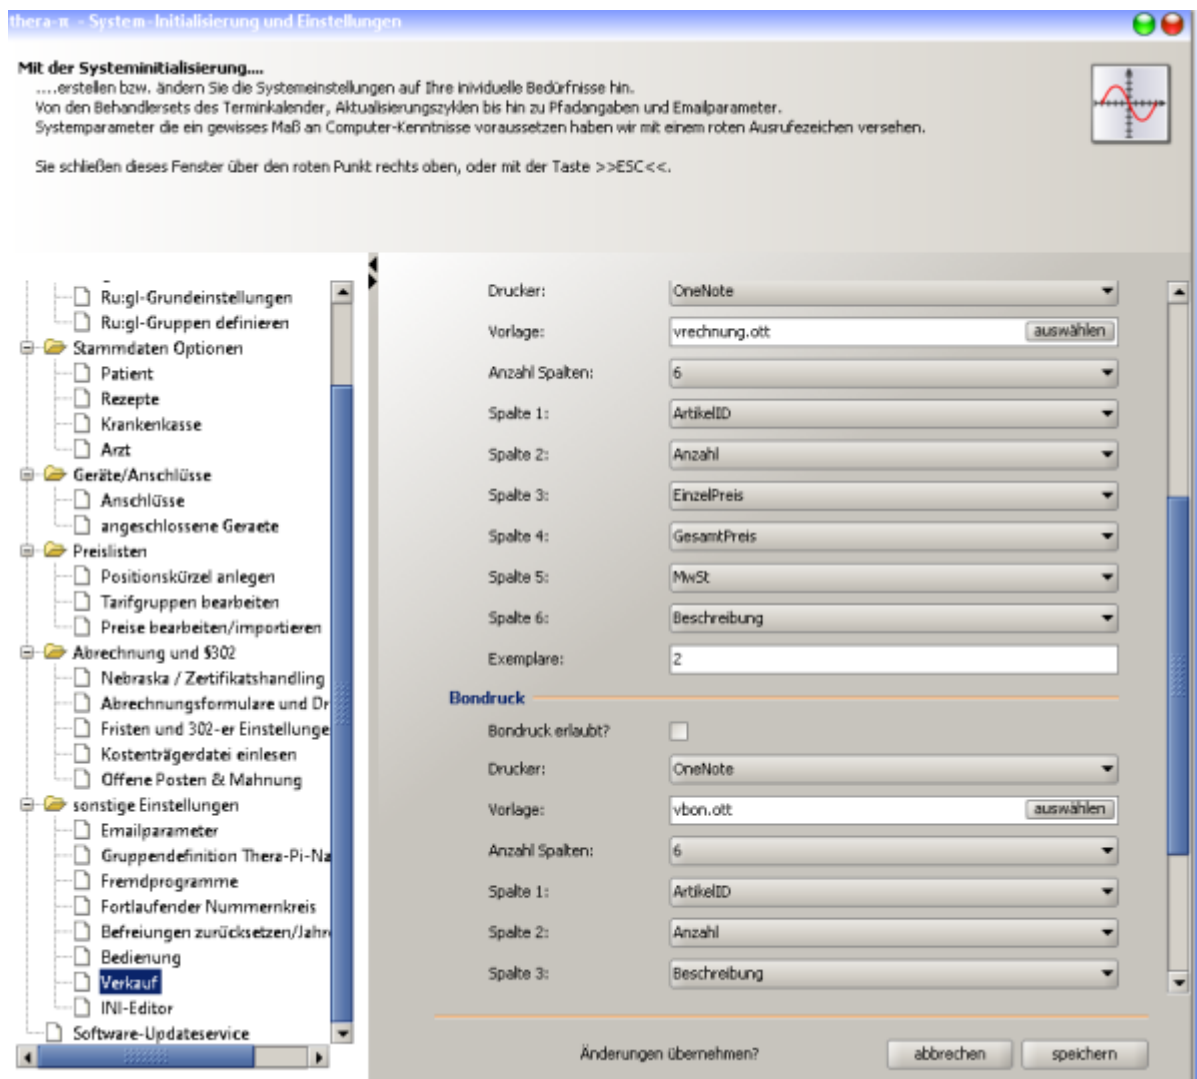 thera-π - System-Initialisierung und Einstellungen
Mit der Systeminitialisierung....
....erstellen bzw. ändern Sie die Systemeinstellungen auf Ihre inividuelle Bedürfnisse hin.
Von den Behandlersets des Terminkalender, Aktualisierungszyklen bis hin zu Pfadangaben und Emailparameter.
Systemparameter die ein gewisses Maß an Computer-Kenntnisse voraussetzen haben wir mit einem roten Ausrufezeichen versehen.
Sie schließen dieses Fenster über den roten Punkt rechts oben, oder mit der Taste >>ESC<<.
Ru:gl-Grundeinstellungen
Ru:gl-Gruppen definieren
Stammdaten Optionen
Patient
Rezepte
Krankenkasse
Arzt
Geräte/Anschlüsse
Anschlüsse
angeschlossene Geraete
Preislisten
Positionskürzel anlegen
Tarifgruppen bearbeiten
Preise bearbeiten/importieren
Abrechnung und §302
Nebraska / Zertifikatshandling
Abrechnungsformulare und Dr
Fristen und 302-er Einstellunge
Kostenträgerdatei einlesen
Offene Posten & Mahnung
sonstige Einstellungen
Emailparameter
Gruppendefinition Thera-Pi-Na
Fremdprogramme
Fortlaufender Nummernkreis
Befreiungen zurücksetzen/Jahr
Bedienung
Verkauf
INI-Editor
Software-Updateservice
Drucker: OneNote
Vorlage: vrechnung.ott auswählen
Anzahl Spalten: 6
Spalte 1: ArtikelID
Spalte 2: Anzahl
Spalte 3: EinzelPreis
Spalte 4: GesamtPreis
Spalte 5: MwSt
Spalte 6: Beschreibung
Exemplare: 2
Bondruck
Bondruck erlaubt?
Drucker: OneNote
Vorlage: vbon.ott auswählen
Anzahl Spalten: 6
Spalte 1: ArtikelID
Spalte 2: Anzahl
Spalte 3: Beschreibung
Änderungen übernehmen? abbrechen speichern